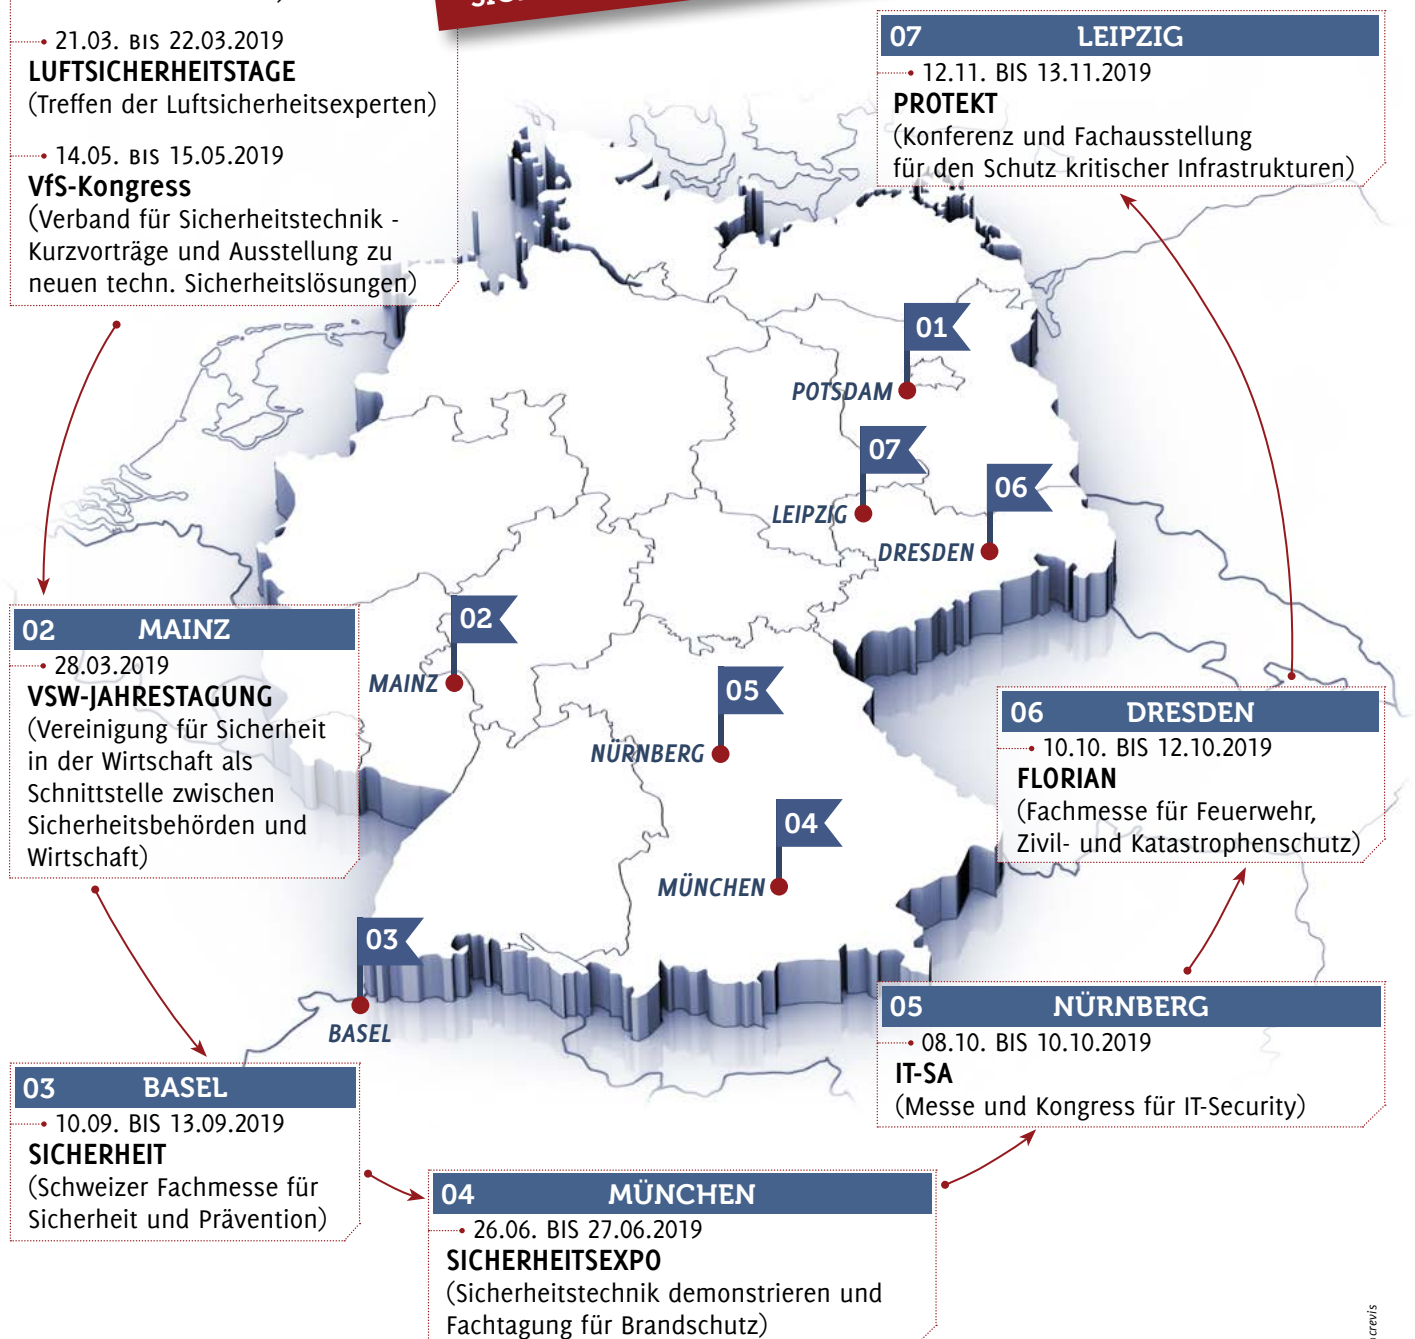 21.03. BIS 22.03.2019
LUFTSICHERHEITSTAGE
(Treffen der Luftsicherheitsexperten)
14.05. BIS 15.05.2019
VfS-Kongress
(Verband für Sicherheitstechnik -
Kurzvorträge und Ausstellung zu
neuen techn. Sicherheitslösungen)
07 LEIPZIG
12.11. BIS 13.11.2019
PROTEKT
(Konferenz und Fachausstellung
für den Schutz kritischer Infrastrukturen)
01
POTSDAM
07
LEIPZIG
06
DRESDEN
02
MAINZ
05
NÜRNBERG
04
MÜNCHEN
03
BASEL
02 MAINZ
28.03.2019
VSW-JAHRESTAGUNG
(Vereinigung für Sicherheit
in der Wirtschaft als
Schnittstelle zwischen
Sicherheitsbehörden und
Wirtschaft)
03 BASEL
10.09. BIS 13.09.2019
SICHERHEIT
(Schweizer Fachmesse für
Sicherheit und Prävention)
04 MÜNCHEN
26.06. BIS 27.06.2019
SICHERHEITSEXPO
(Sicherheitstechnik demonstrieren und
Fachtagung für Brandschutz)
05 NÜRNBERG
08.10. BIS 10.10.2019
IT-SA
(Messe und Kongress für IT-Security)
06 DRESDEN
10.10. BIS 12.10.2019
FLORIAN
(Fachmesse für Feuerwehr,
Zivil- und Katastrophenschutz)